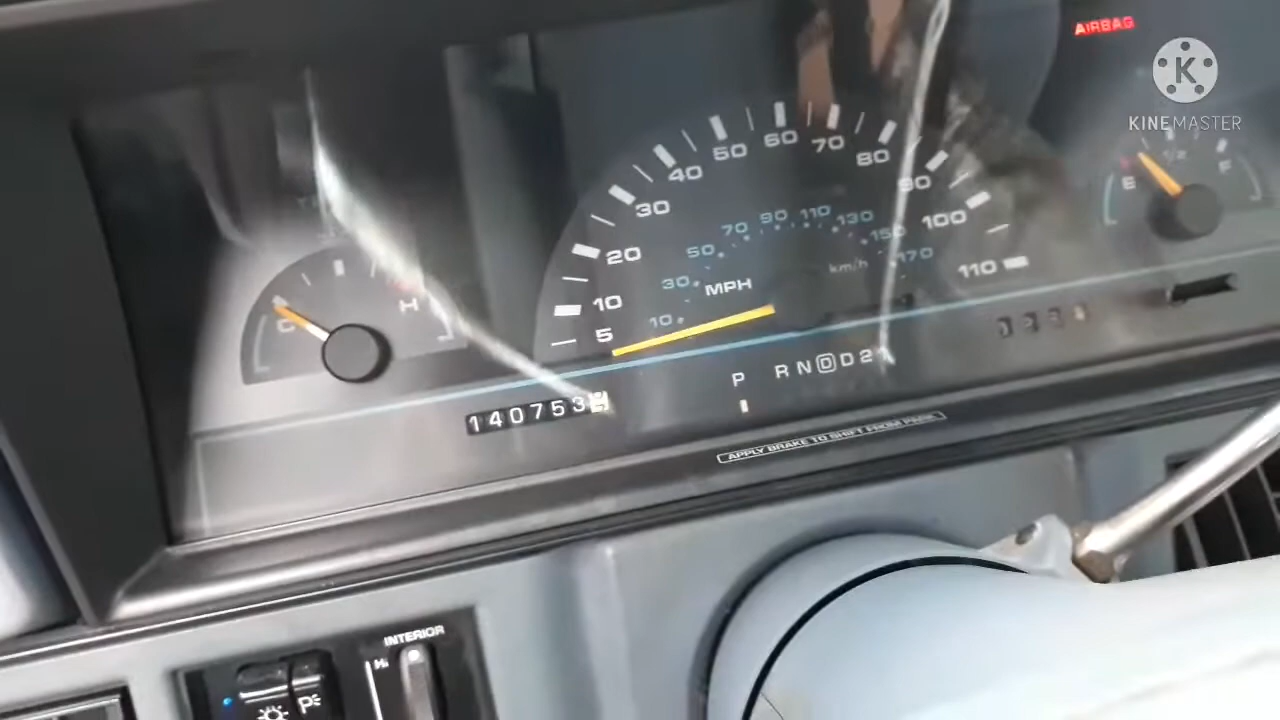 AIRBAG
K
KINEMASTER
5 10 20 30 40 50 60 70 80 90 100 110
10 30 50 70 90 110 130 150 170
km/h
MPH
E 1/2 F
C H
140753
P R N D D 2 1
APPLY BRAKE TO SHIFT FROM PARK
INTERIOR
Hi
P